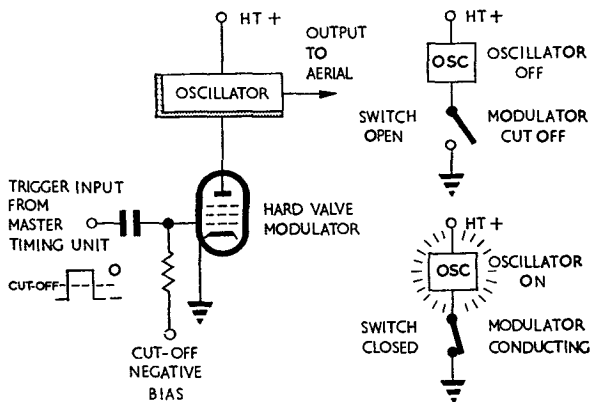 HT +
OUTPUT
TO
AERIAL
OSCILLATOR
TRIGGER INPUT
FROM
MASTER
TIMING UNIT
HARD VALVE
MODULATOR
CUT-OFF
O
CUT-OFF
NEGATIVE
BIAS
HT +
OSC
OSCILLATOR
OFF
SWITCH
OPEN
MODULATOR
CUT OFF
HT +
OSC
OSCILLATOR
ON
SWITCH
CLOSED
MODULATOR
CONDUCTING